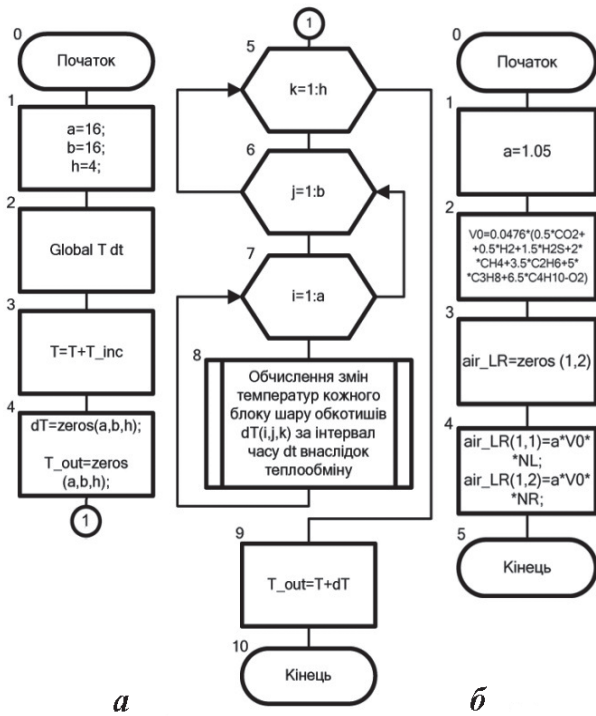 0
Початок
1
a=16;
b=16;
h=4;
2
Global T dt
3
T=T+T_inc
4
dT=zeros(a,b,h);
T_out=zeros
(a,b,h);
1
1
5
k=1:h
6
j=1:b
7
i=1:a
8
Обчислення змін
температур кожного
блоку шару обкотишів
dT(i,j,k) за інтервал
часу dt внаслідок
теплообміну
9
T_out=T+dT
10
Кінець
а
0
Початок
1
a=1.05
2
V0=0.0476*(0.5*CO2+
+0.5*H2+1.5*H2S+2*
*CH4+3.5*C2H6+5*
*C3H8+6.5*C4H10-O2)
3
air_LR=zeros (1,2)
4
air_LR(1,1)=a*V0*
*NL;
air_LR(1,2)=a*V0*
*NR;
5
Кінець
б